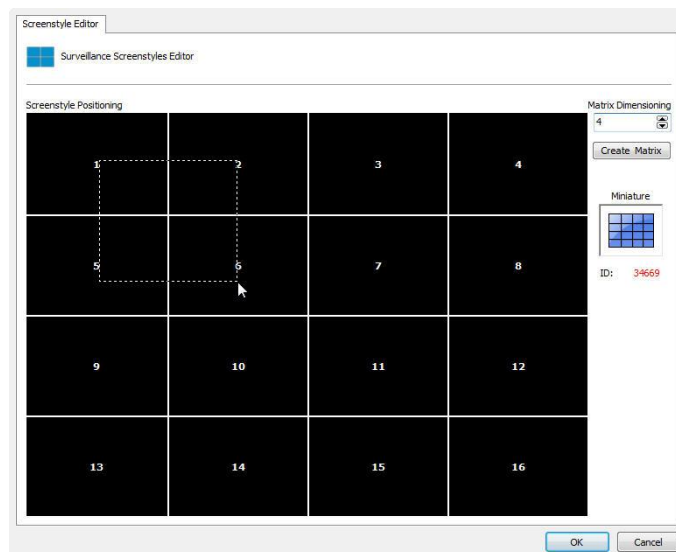 Screenstyle Editor
Surveillance Screenstyles Editor
Screenstyle Positioning
Matrix Dimensioning
4
Create Matrix
1 2 3 4
Miniature
5 6 7 8
ID: 34669
9 10 11 12
13 14 15 16
OK Cancel